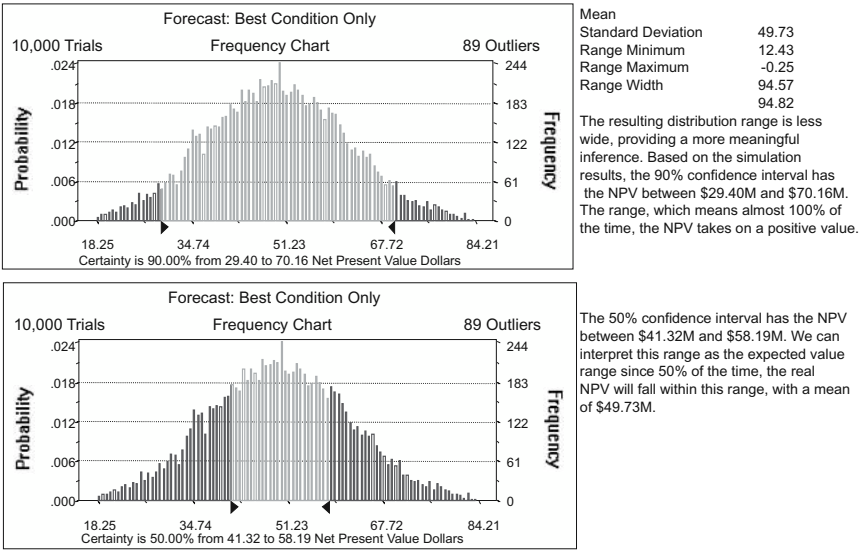 Forecast: Best Condition Only
10,000 Trials Frequency Chart 89 Outliers
.024 244
.018 183
.012 122
.006 61
.000 0
Probability
Frequency
18.25 34.74 51.23 67.72 84.21
Certainty is 90.00% from 29.40 to 70.16 Net Present Value Dollars
Mean
Standard Deviation 49.73
Range Minimum 12.43
Range Maximum -0.25
Range Width 94.57
94.82
The resulting distribution range is less
wide, providing a more meaningful
inference. Based on the simulation
results, the 90% confidence interval has
the NPV between $29.40M and $70.16M.
The range, which means almost 100% of
the time, the NPV takes on a positive value.
Forecast: Best Condition Only
10,000 Trials Frequency Chart 89 Outliers
.024 244
.018 183
.012 122
.006 61
.000 0
Probability
Frequency
18.25 34.74 51.23 67.72 84.21
Certainty is 50.00% from 41.32 to 58.19 Net Present Value Dollars
The 50% confidence interval has the NPV
between $41.32M and $58.19M. We can
interpret this range as the expected value
range since 50% of the time, the real
NPV will fall within this range, with a mean
of $49.73M.